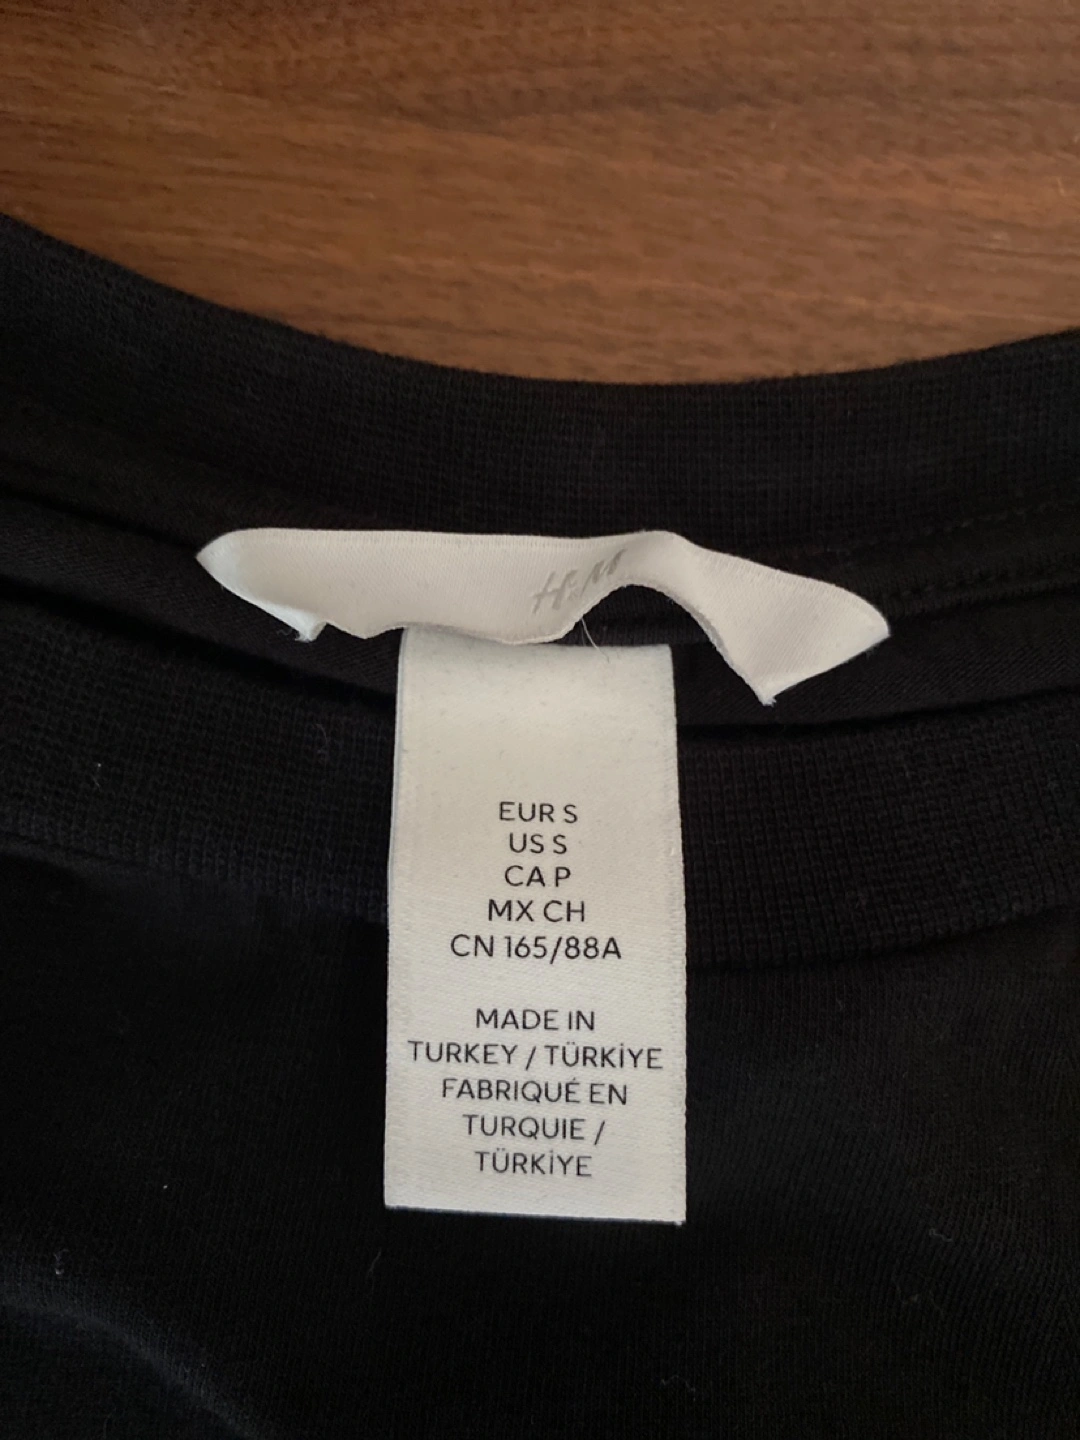 H&M
EUR S
US S
CA P
MX CH
CN 165/88A
MADE IN
TURKEY / TÜRKİYE
FABRIQUÉ EN
TURQUIE /
TÜRKİYE